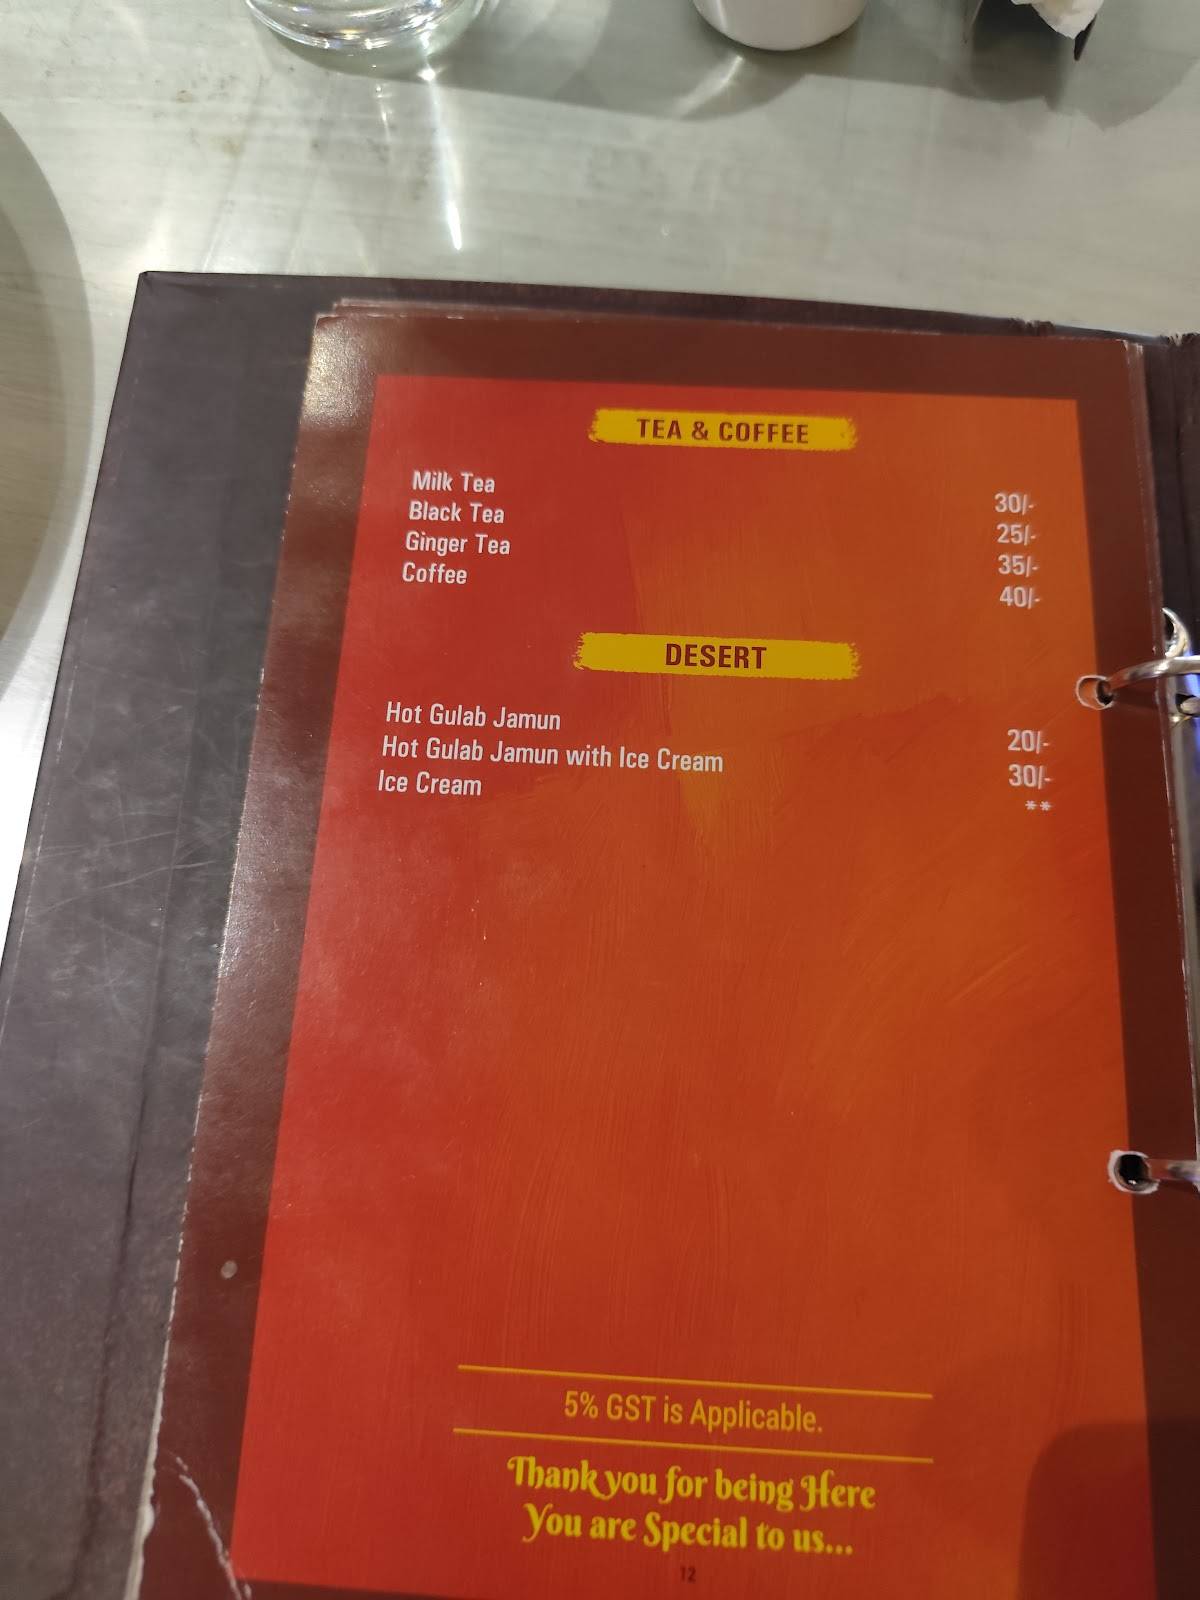 TEA & COFFEE
Milk Tea 30/-
Black Tea 25/-
Ginger Tea 35/-
Coffee 40/-
DESERT
Hot Gulab Jamun 20/-
Hot Gulab Jamun with Ice Cream 30/-
Ice Cream **
5% GST is Applicable.
Thank you for being Here
You are Special to us...
12